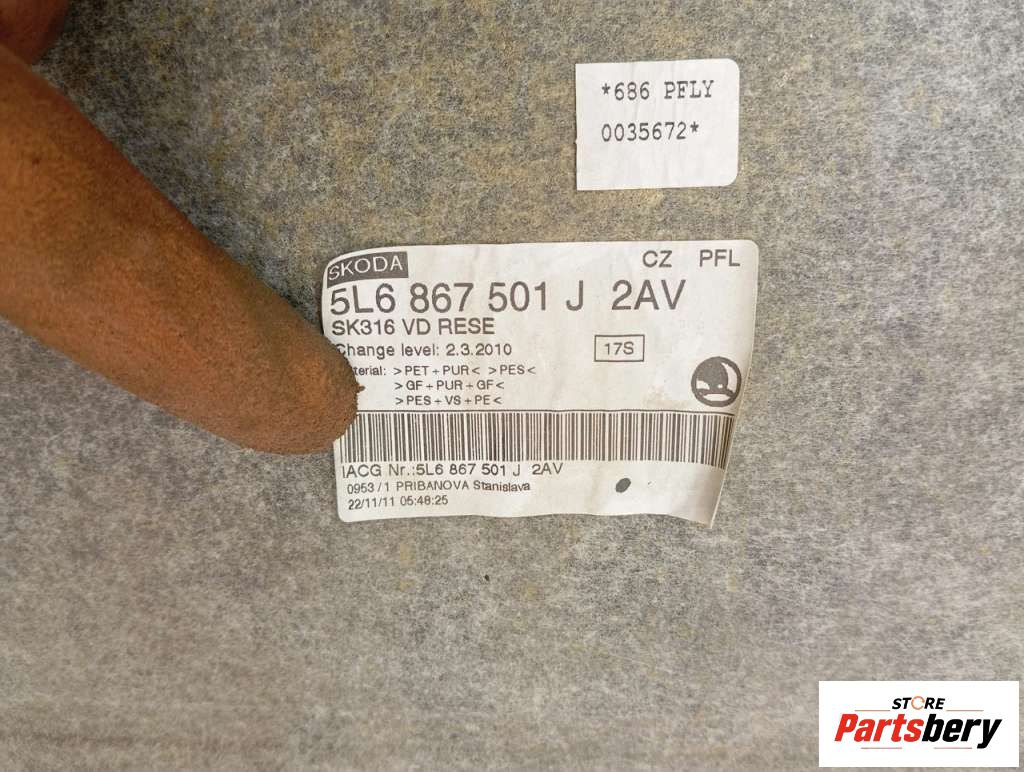 *686 PFLY
0035672*
SKODA
CZ PFL
5L6 867 501 J 2AV
SK316 VD RESE
Change level: 2.3.2010
17S
terial: >PET+PUR< >PES<
>GF+PUR+GF<
>PES+VS+PE<
IACG Nr.:5L6 867 501 J 2AV
0953/1 PRIBANOVA Stanislava
22/11/11 05:48:25
STORE
Partsbery